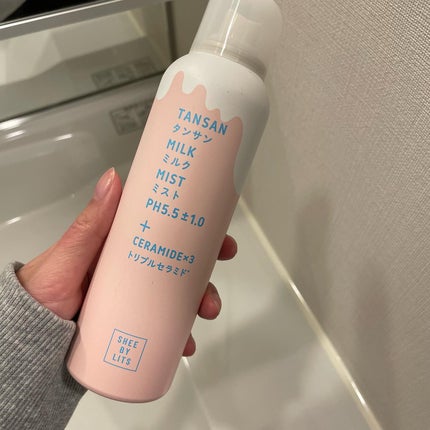 TANSAN
タンサン
MILK
ミルク
MIST
ミスト
PH5.5±1.0
+
CERAMIDE×3
トリプルセラミド*
SHEE
BY
LITS